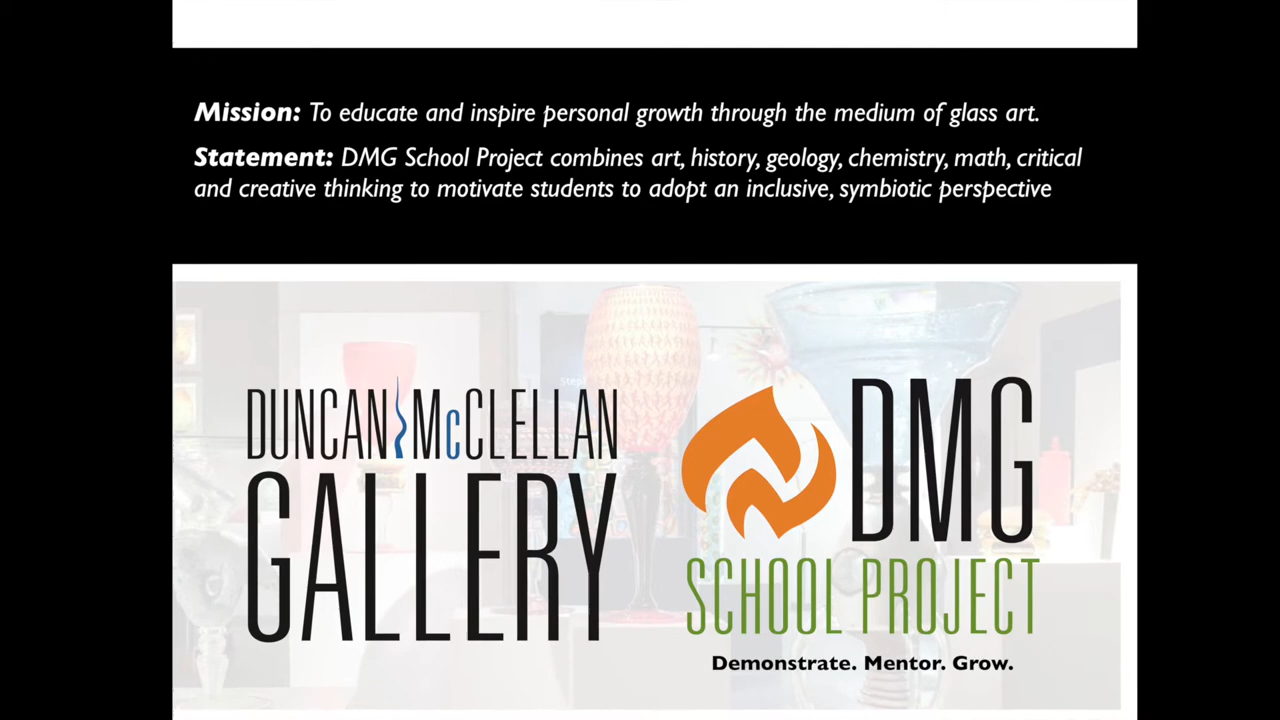 Mission: To educate and inspire personal growth through the medium of glass art.
Statement: DMG School Project combines art, history, geology, chemistry, math, critical
and creative thinking to motivate students to adopt an inclusive, symbiotic perspective
DUNCAN McCLELLAN
GALLERY
DMG
SCHOOL PROJECT
Demonstrate. Mentor. Grow.